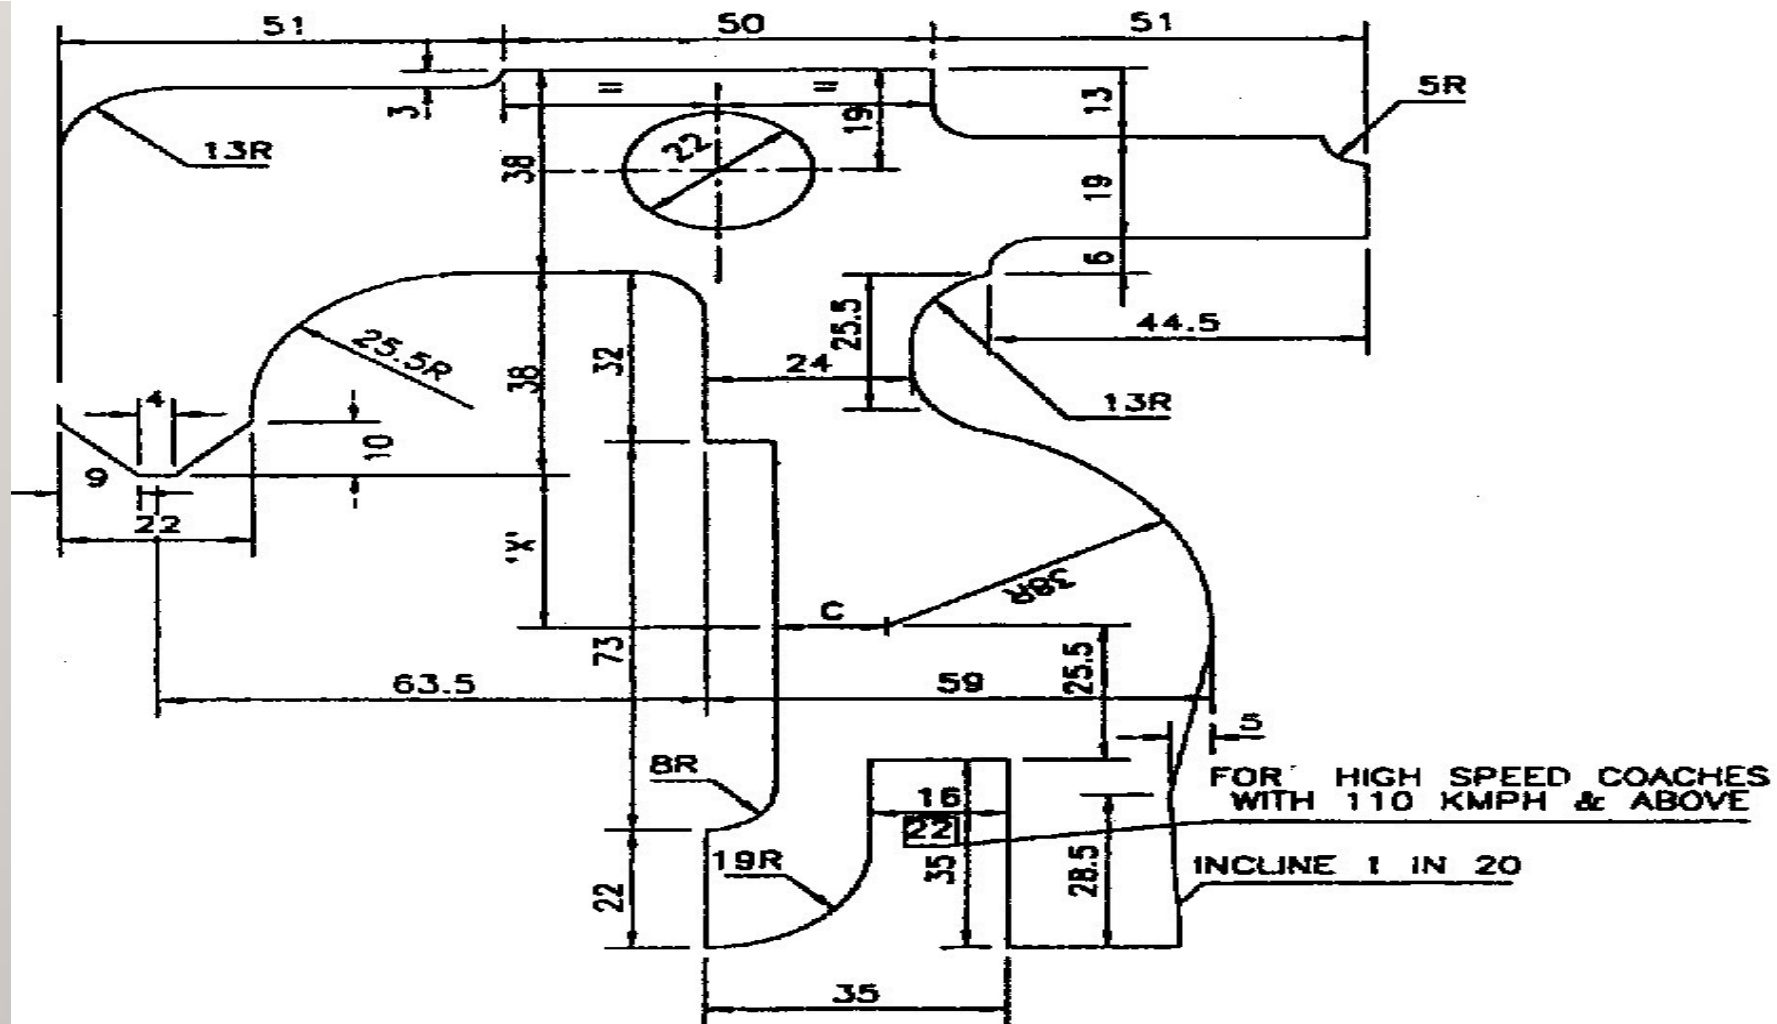 51
50
51
3
=
=
19
13
5R
13R
22
38
19
6
25.5
44.5
25.5R
32
24
38
13R
4
10
9
22
'X'
38R
C
73
25.5
63.5
59
5
8R
FOR HIGH SPEED COACHES
WITH 110 KMPH & ABOVE
16
22
35
28.5
19R
INCLINE 1 IN 20
22
35